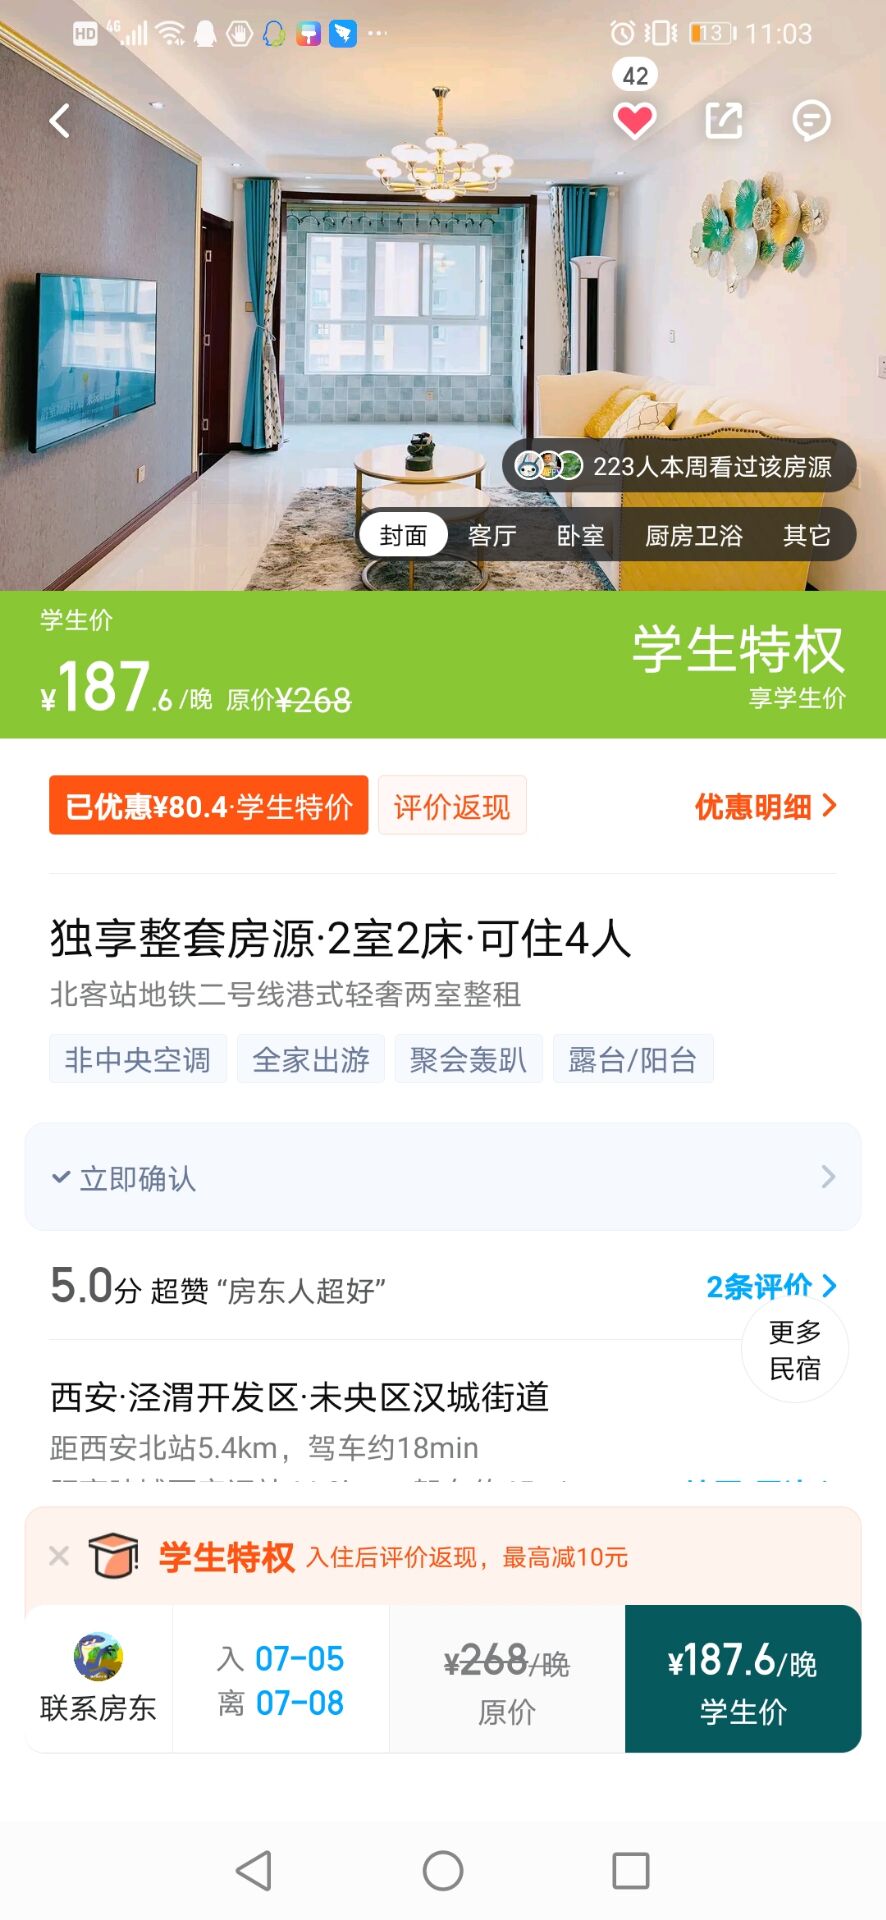 HD 4G 13 11:03
42
223人本周看过该房源
封面 客厅 卧室 厨房卫浴 其它
学生价
¥187.6/晚 原价¥268
学生特权
享学生价
已优惠¥80.4·学生特价 评价返现 优惠明细
独享整套房源·2室2床·可住4人
北客站地铁二号线港式轻奢两室整租
非中央空调 全家出游 聚会轰趴 露台/阳台
立即确认
5.0分 超赞 “房东人超好” 2条评价
更多
民宿
西安·泾渭开发区·未央区汉城街道
距西安北站5.4km，驾车约18min
学生特权 入住后评价返现，最高减10元
联系房东
入 07-05
离 07-08
¥268/晚
原价
¥187.6/晚
学生价